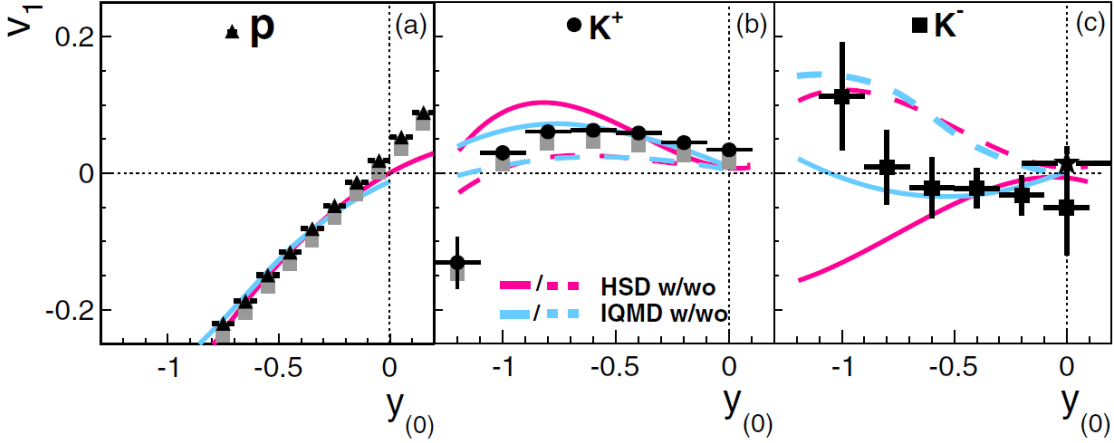 v₁
p
(a)
K⁺
(b)
K⁻
(c)
0.2
0
-0.2
HSD w/wo
IQMD w/wo
-1 -0.5 0
-1 -0.5 0
-1 -0.5 0
y₍₀₎
y₍₀₎
y₍₀₎